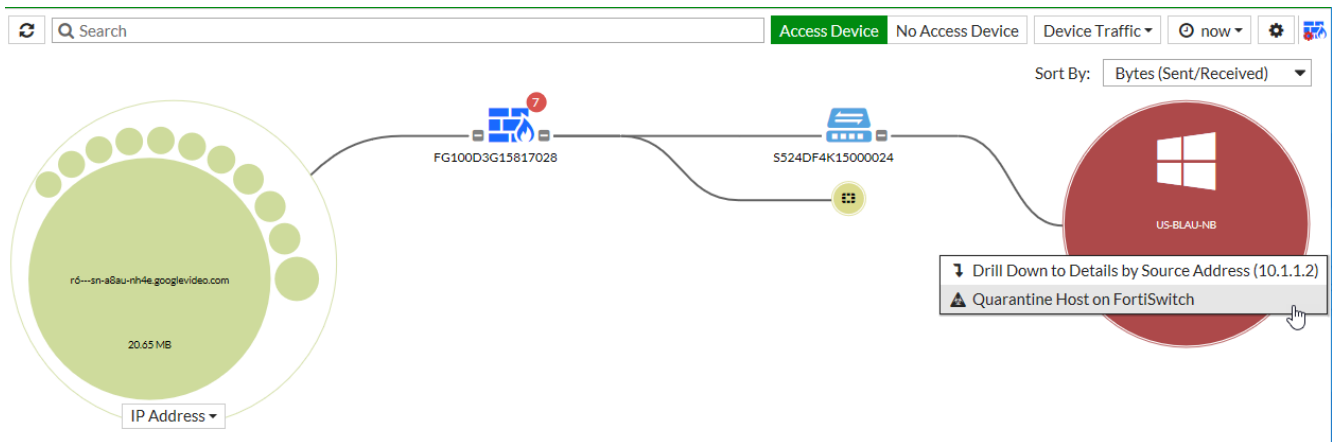 Search
Access Device No Access Device Device Traffic now
Sort By: Bytes (Sent/Received)
7
FG100D3G15817028
S524DF4K15000024
US-BLAU-NB
Drill Down to Details by Source Address (10.1.1.2)
Quarantine Host on FortiSwitch
r6---sn-a8au-nh4e.googlevideo.com
20.65 MB
IP Address